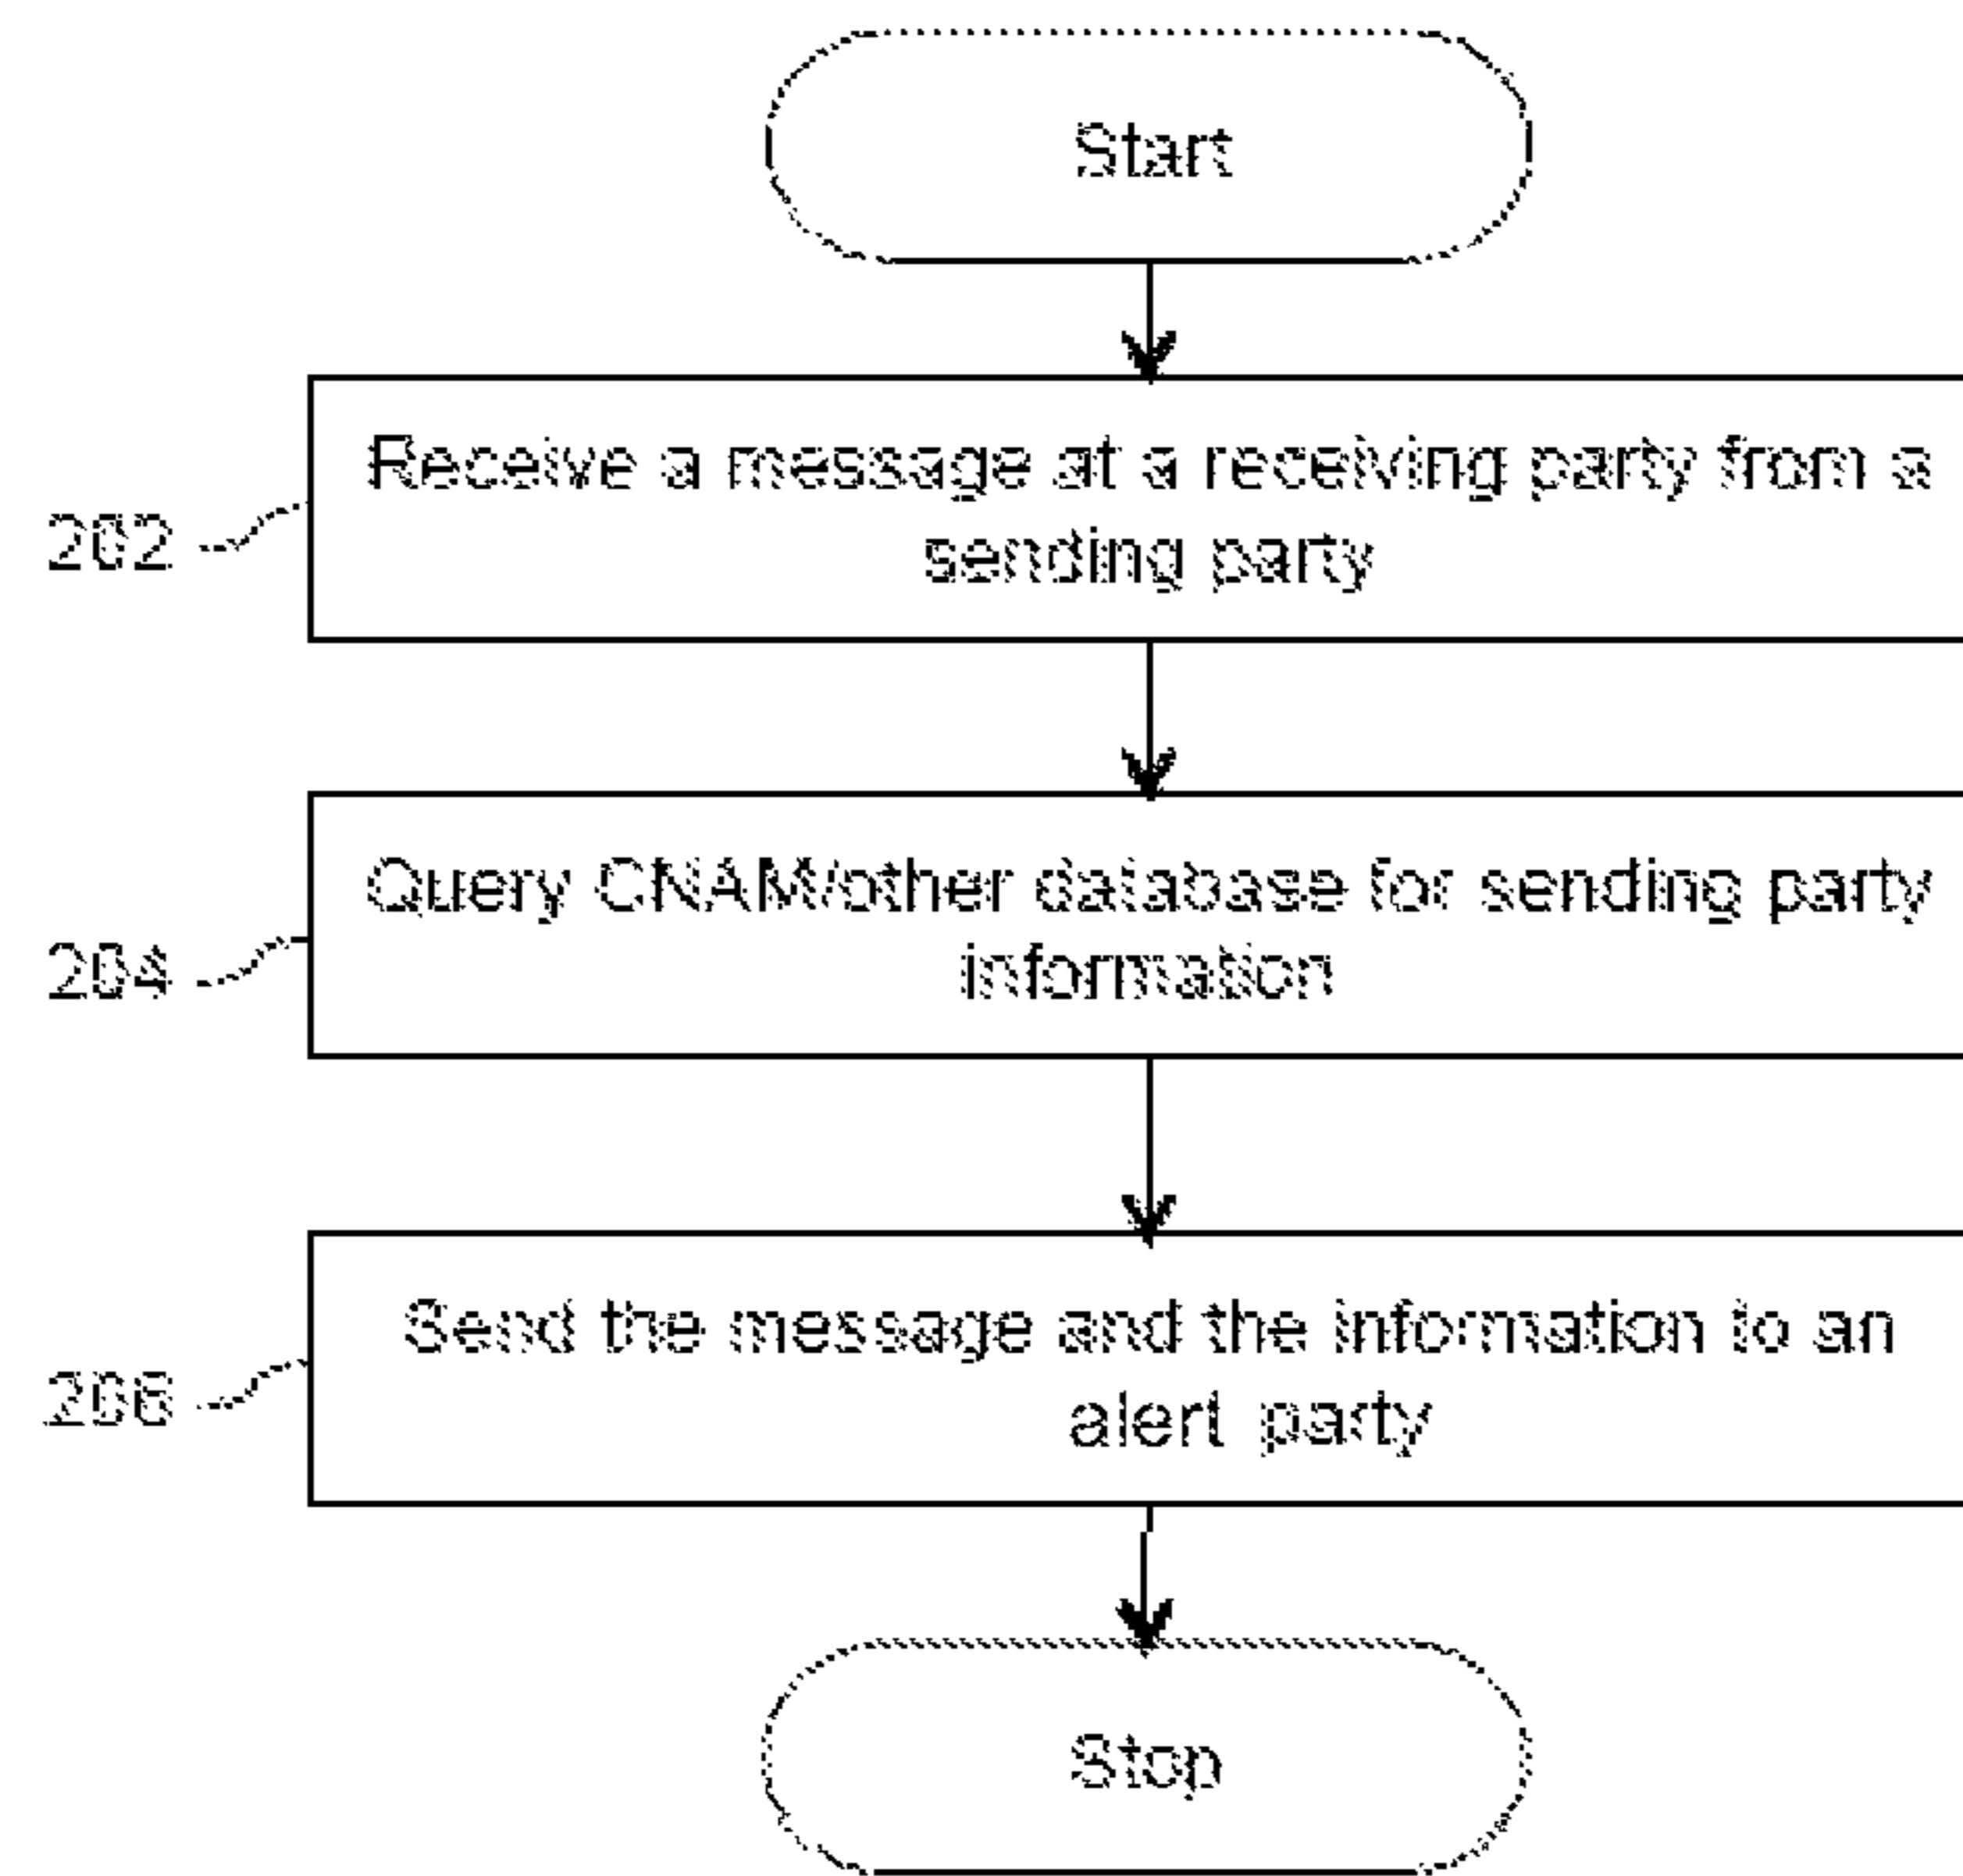 Start
Receive a message at a receiving party from a
sending party
202
Query CNAM/other database for sending party
information
204
Send the message and the information to an
alert party
206
Stop